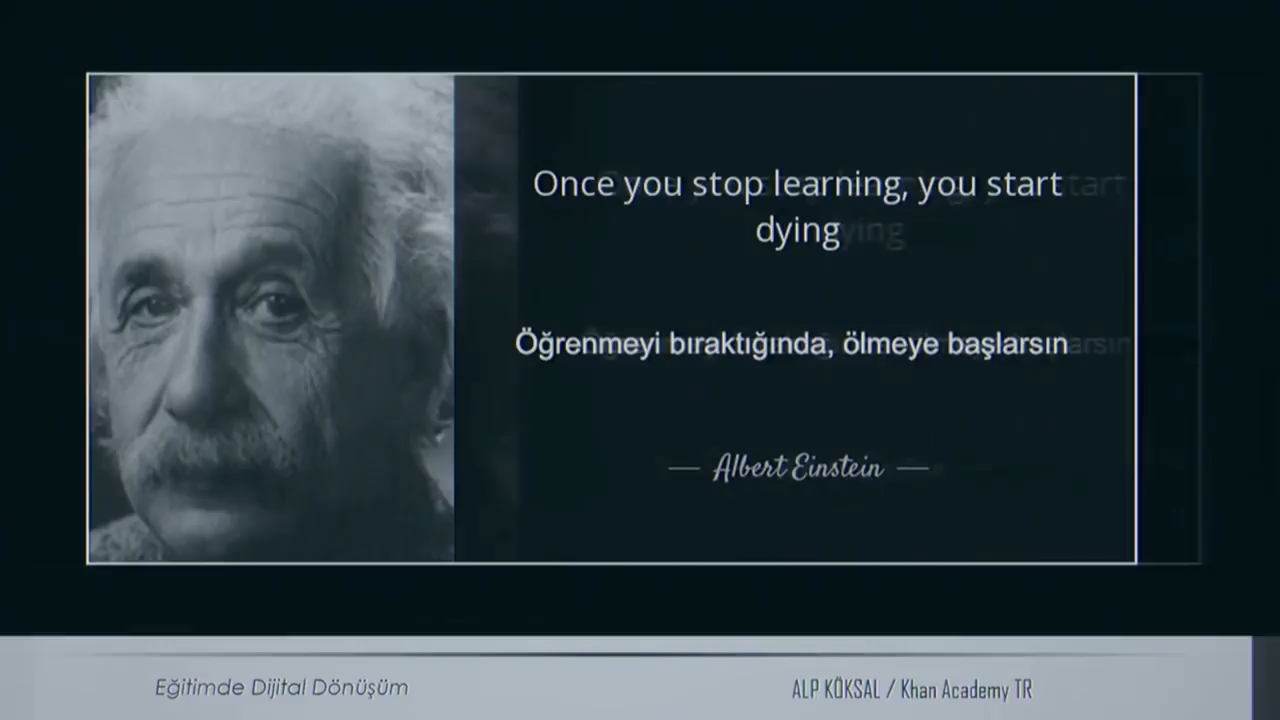 Once you stop learning, you start
dying
Öğrenmeyi bıraktığında, ölmeye başlarsın
— Albert Einstein —
Eğitimde Dijital Dönüşüm
ALP KÖKSAL / Khan Academy TR